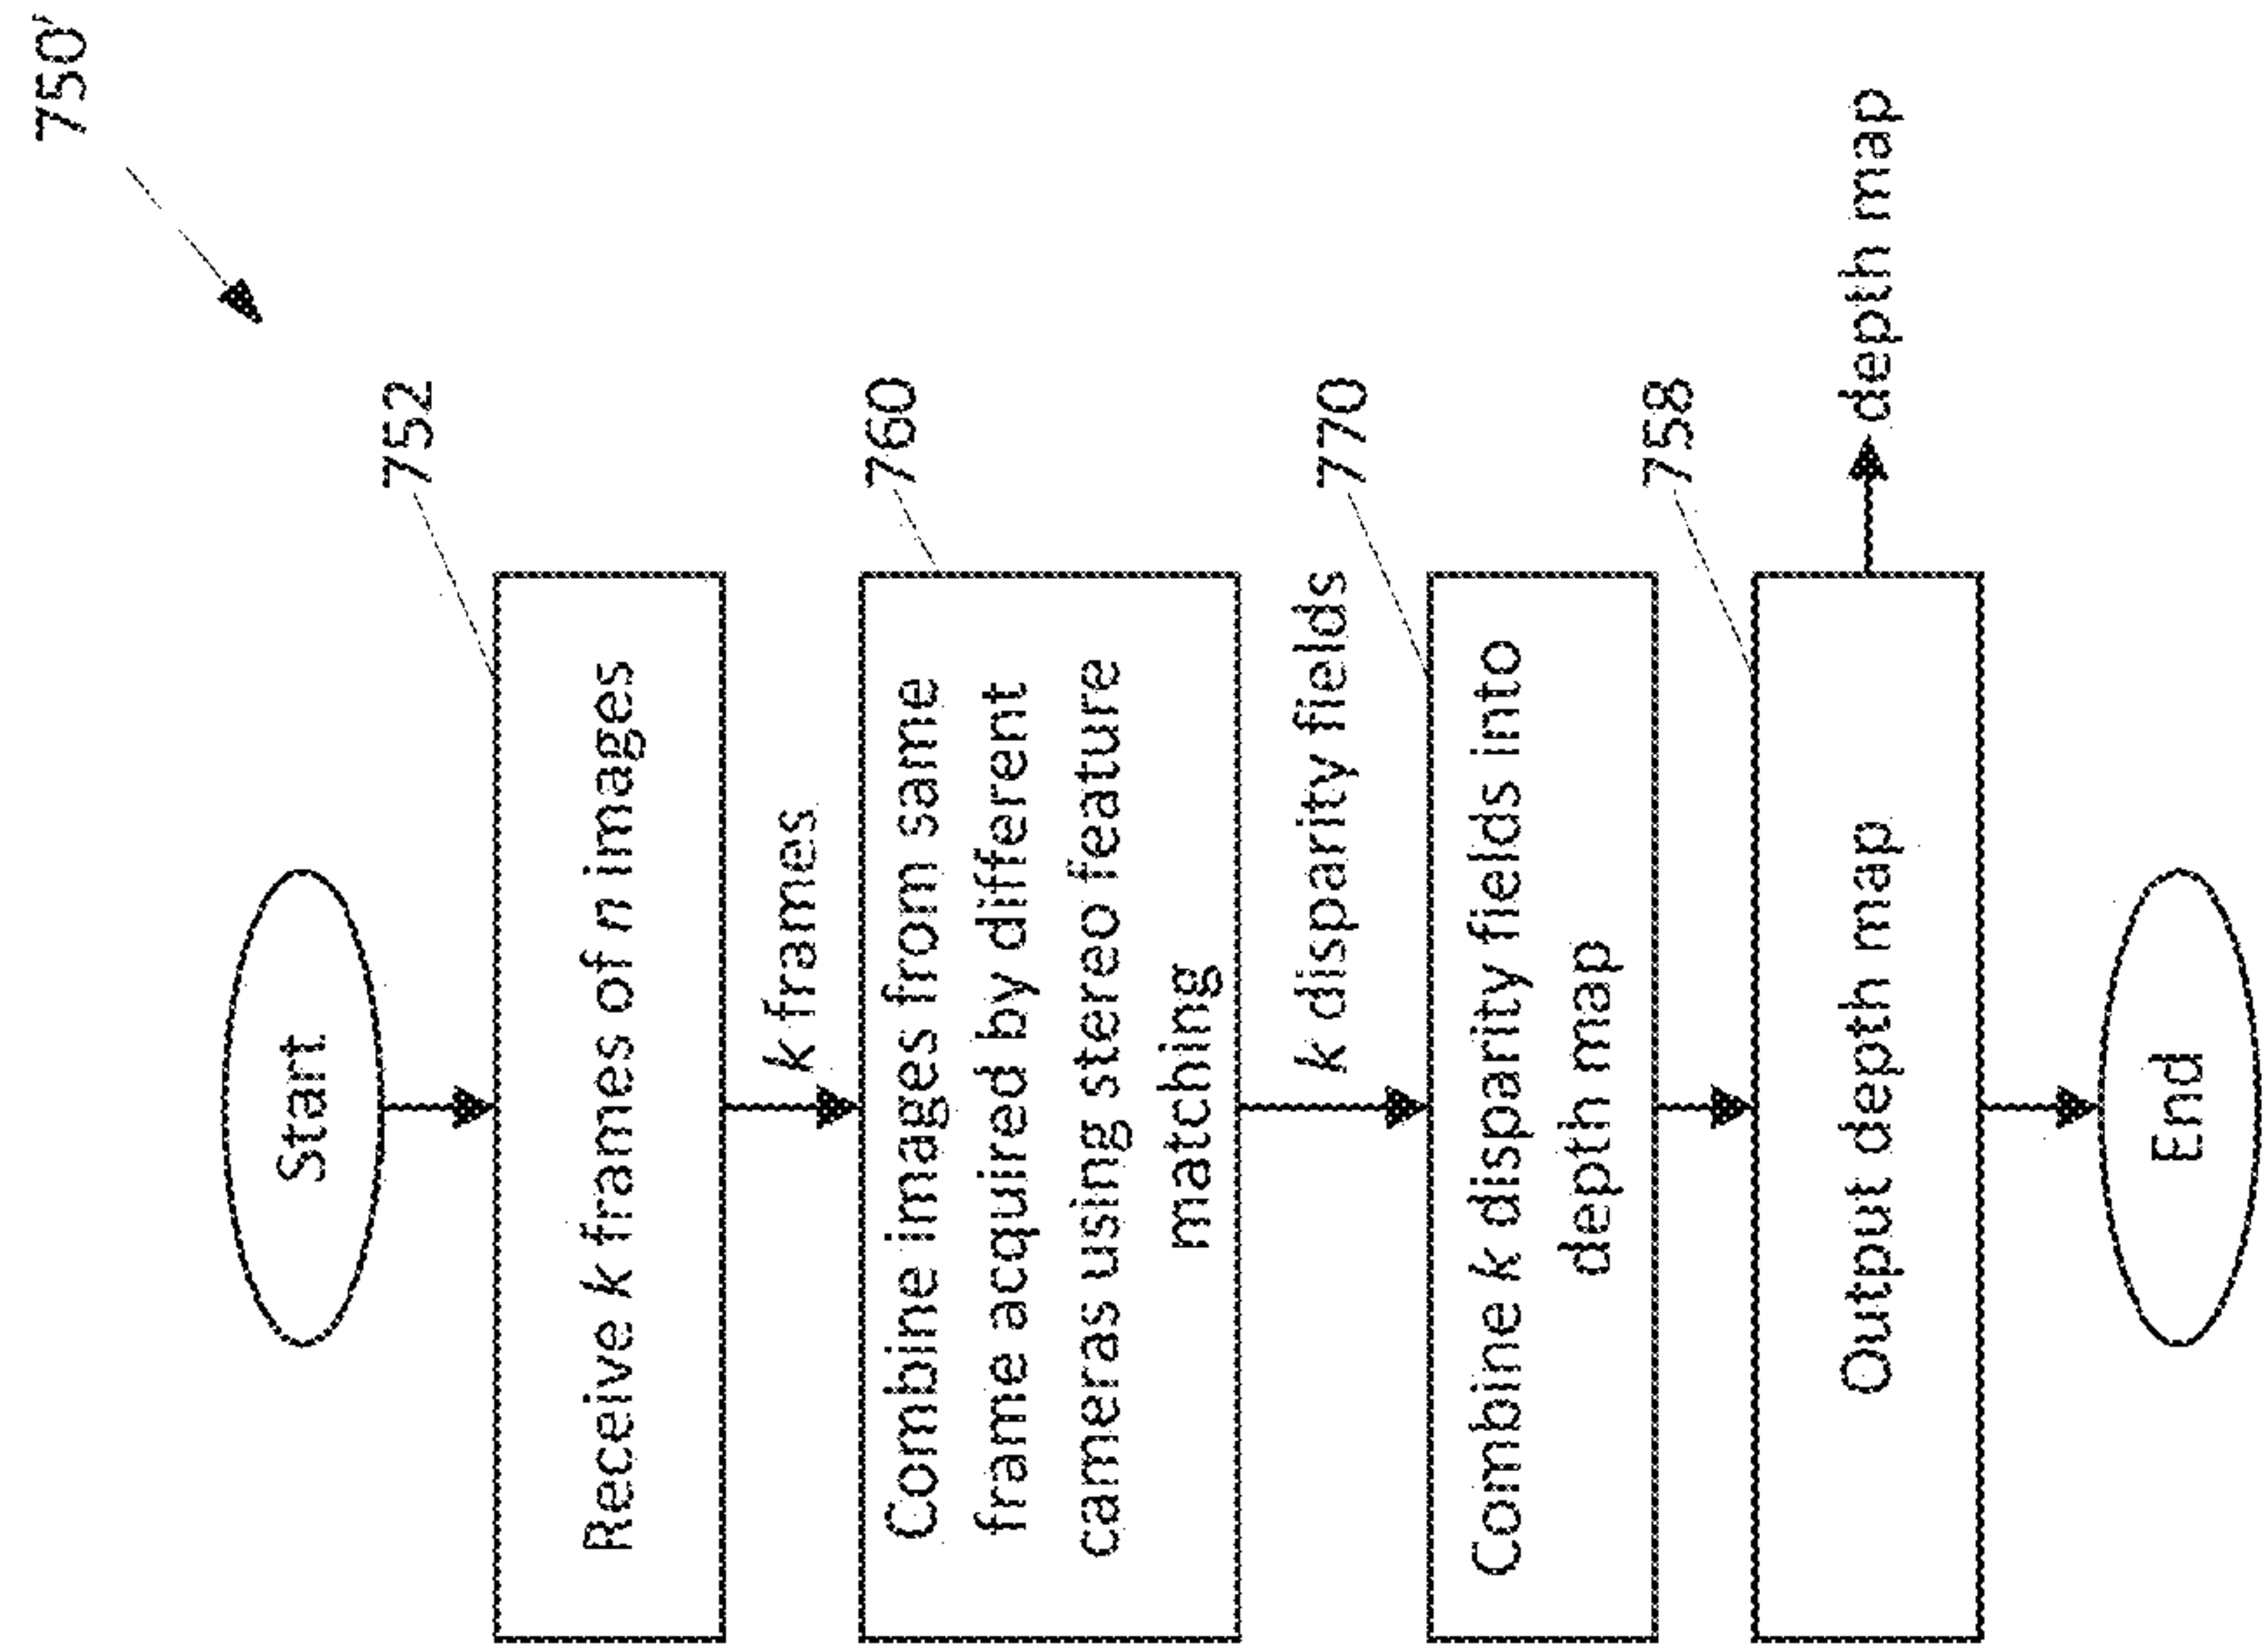 750'
Start
752
Receive k frames of n images
k frames
760
Combine images from same
frame acquired by different
cameras using stereo feature
matching
k disparity fields
770
Combine k disparity fields into
depth map
758
Output depth map
depth map
End